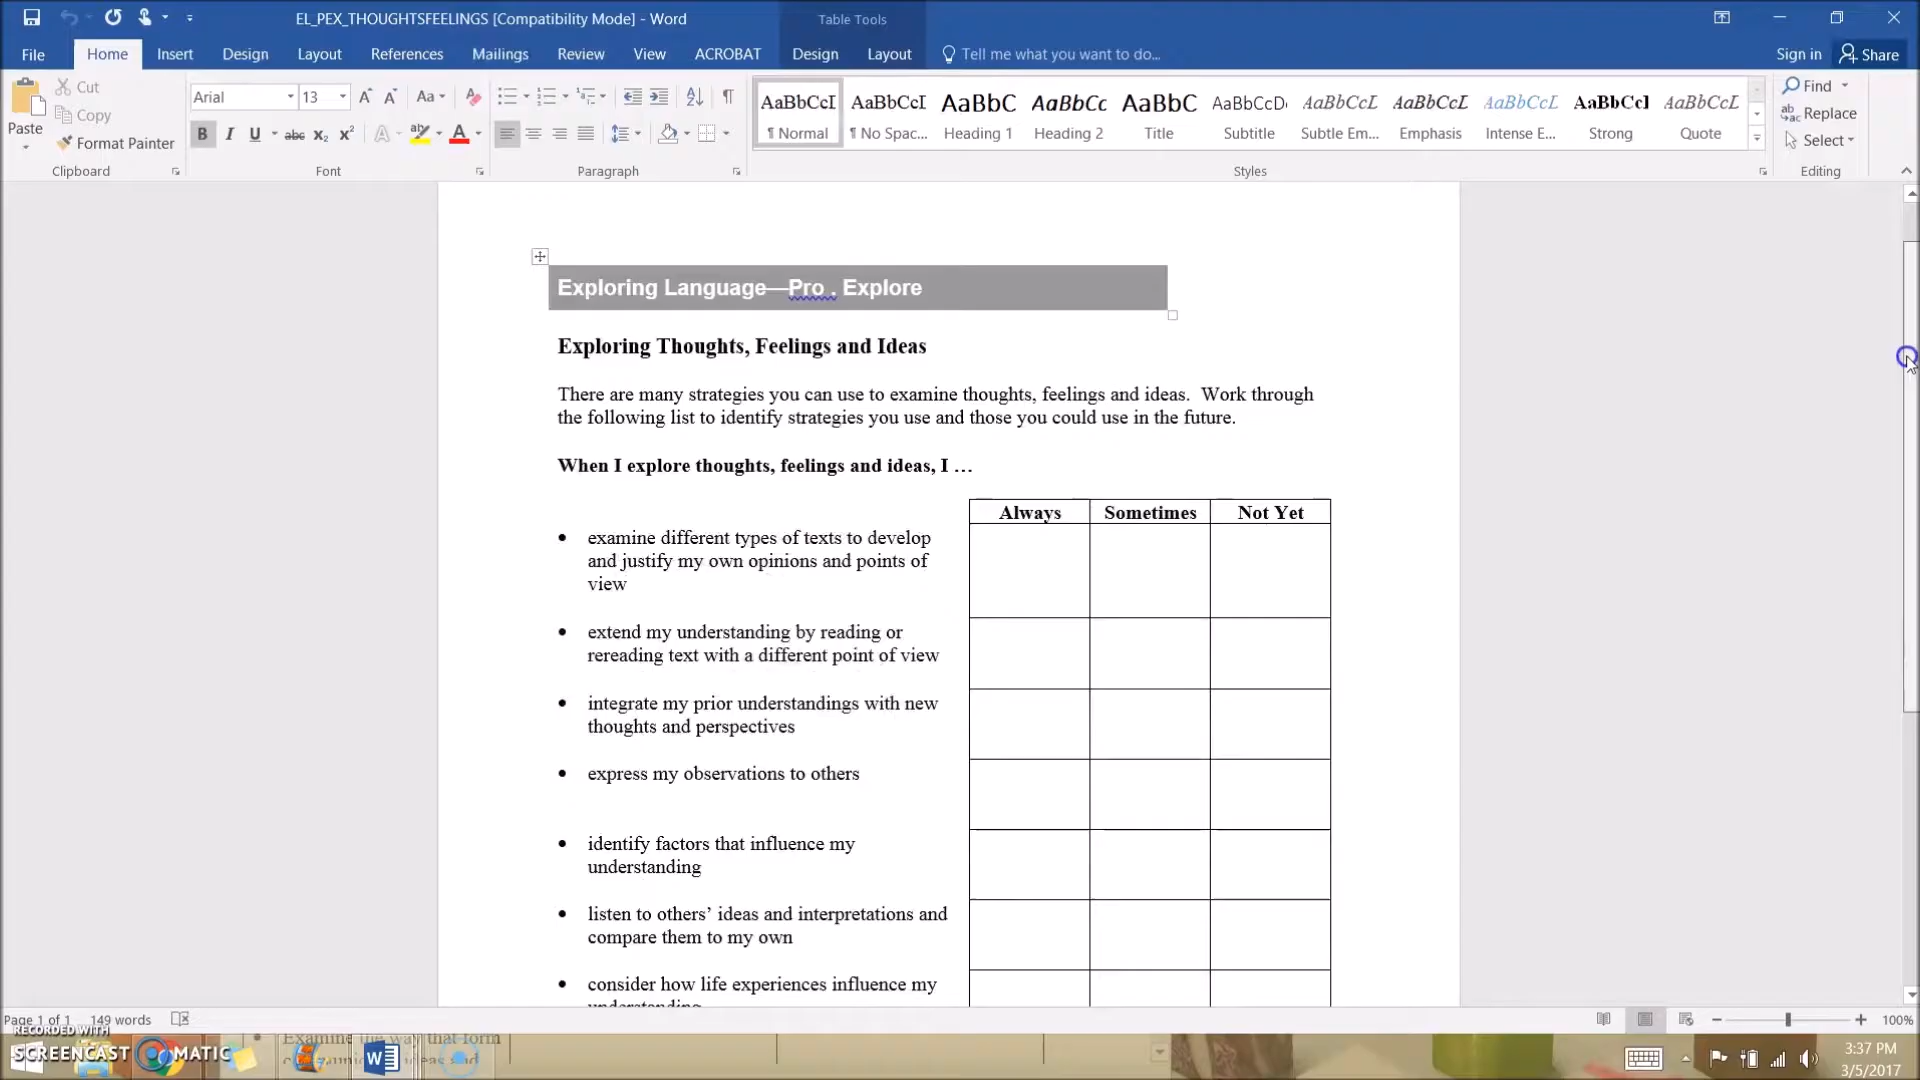 EL_PEX_THOUGHTSFEELINGS [Compatibility Mode] - Word
Table Tools
File Home Insert Design Layout References Mailings Review View ACROBAT Design Layout Tell me what you want to do... Sign in Share
Paste
Cut
Copy
Format Painter
Clipboard
Arial 13
Font
Paragraph
AaBbCcI AaBbCcI AaBbC AaBbCc AaBbC AaBbCcD AaBbCcL AaBbCcL AaBbCcL AaBbCcI AaBbCcL
¶ Normal ¶ No Spac... Heading 1 Heading 2 Title Subtitle Subtle Em... Emphasis Intense E... Strong Quote
Styles
Find
Replace
Select
Editing
Exploring Language—Pro . Explore
Exploring Thoughts, Feelings and Ideas
There are many strategies you can use to examine thoughts, feelings and ideas. Work through
the following list to identify strategies you use and those you could use in the future.
When I explore thoughts, feelings and ideas, I …
Always Sometimes Not Yet
• examine different types of texts to develop
and justify my own opinions and points of
view
• extend my understanding by reading or
rereading text with a different point of view
• integrate my prior understandings with new
thoughts and perspectives
• express my observations to others
• identify factors that influence my
understanding
• listen to others’ ideas and interpretations and
compare them to my own
• consider how life experiences influence my
understanding
Page 1 of 1 149 words
100%
RECORDED WITH
SCREENCAST MATIC
Examine the way that form
3:37 PM
3/5/2017